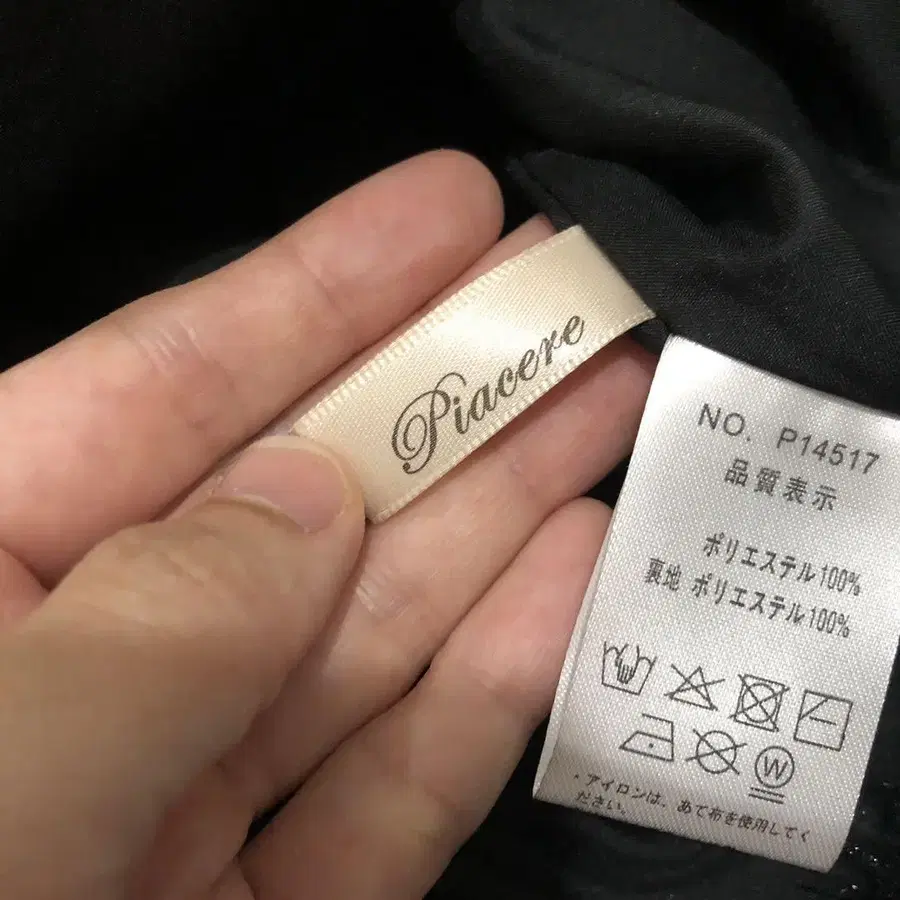 Piacere
NO. P14517
品質表示
ポリエステル100%
裏地 ポリエステル100%
W
・アイロンは、あて布を使用してく
ださい。